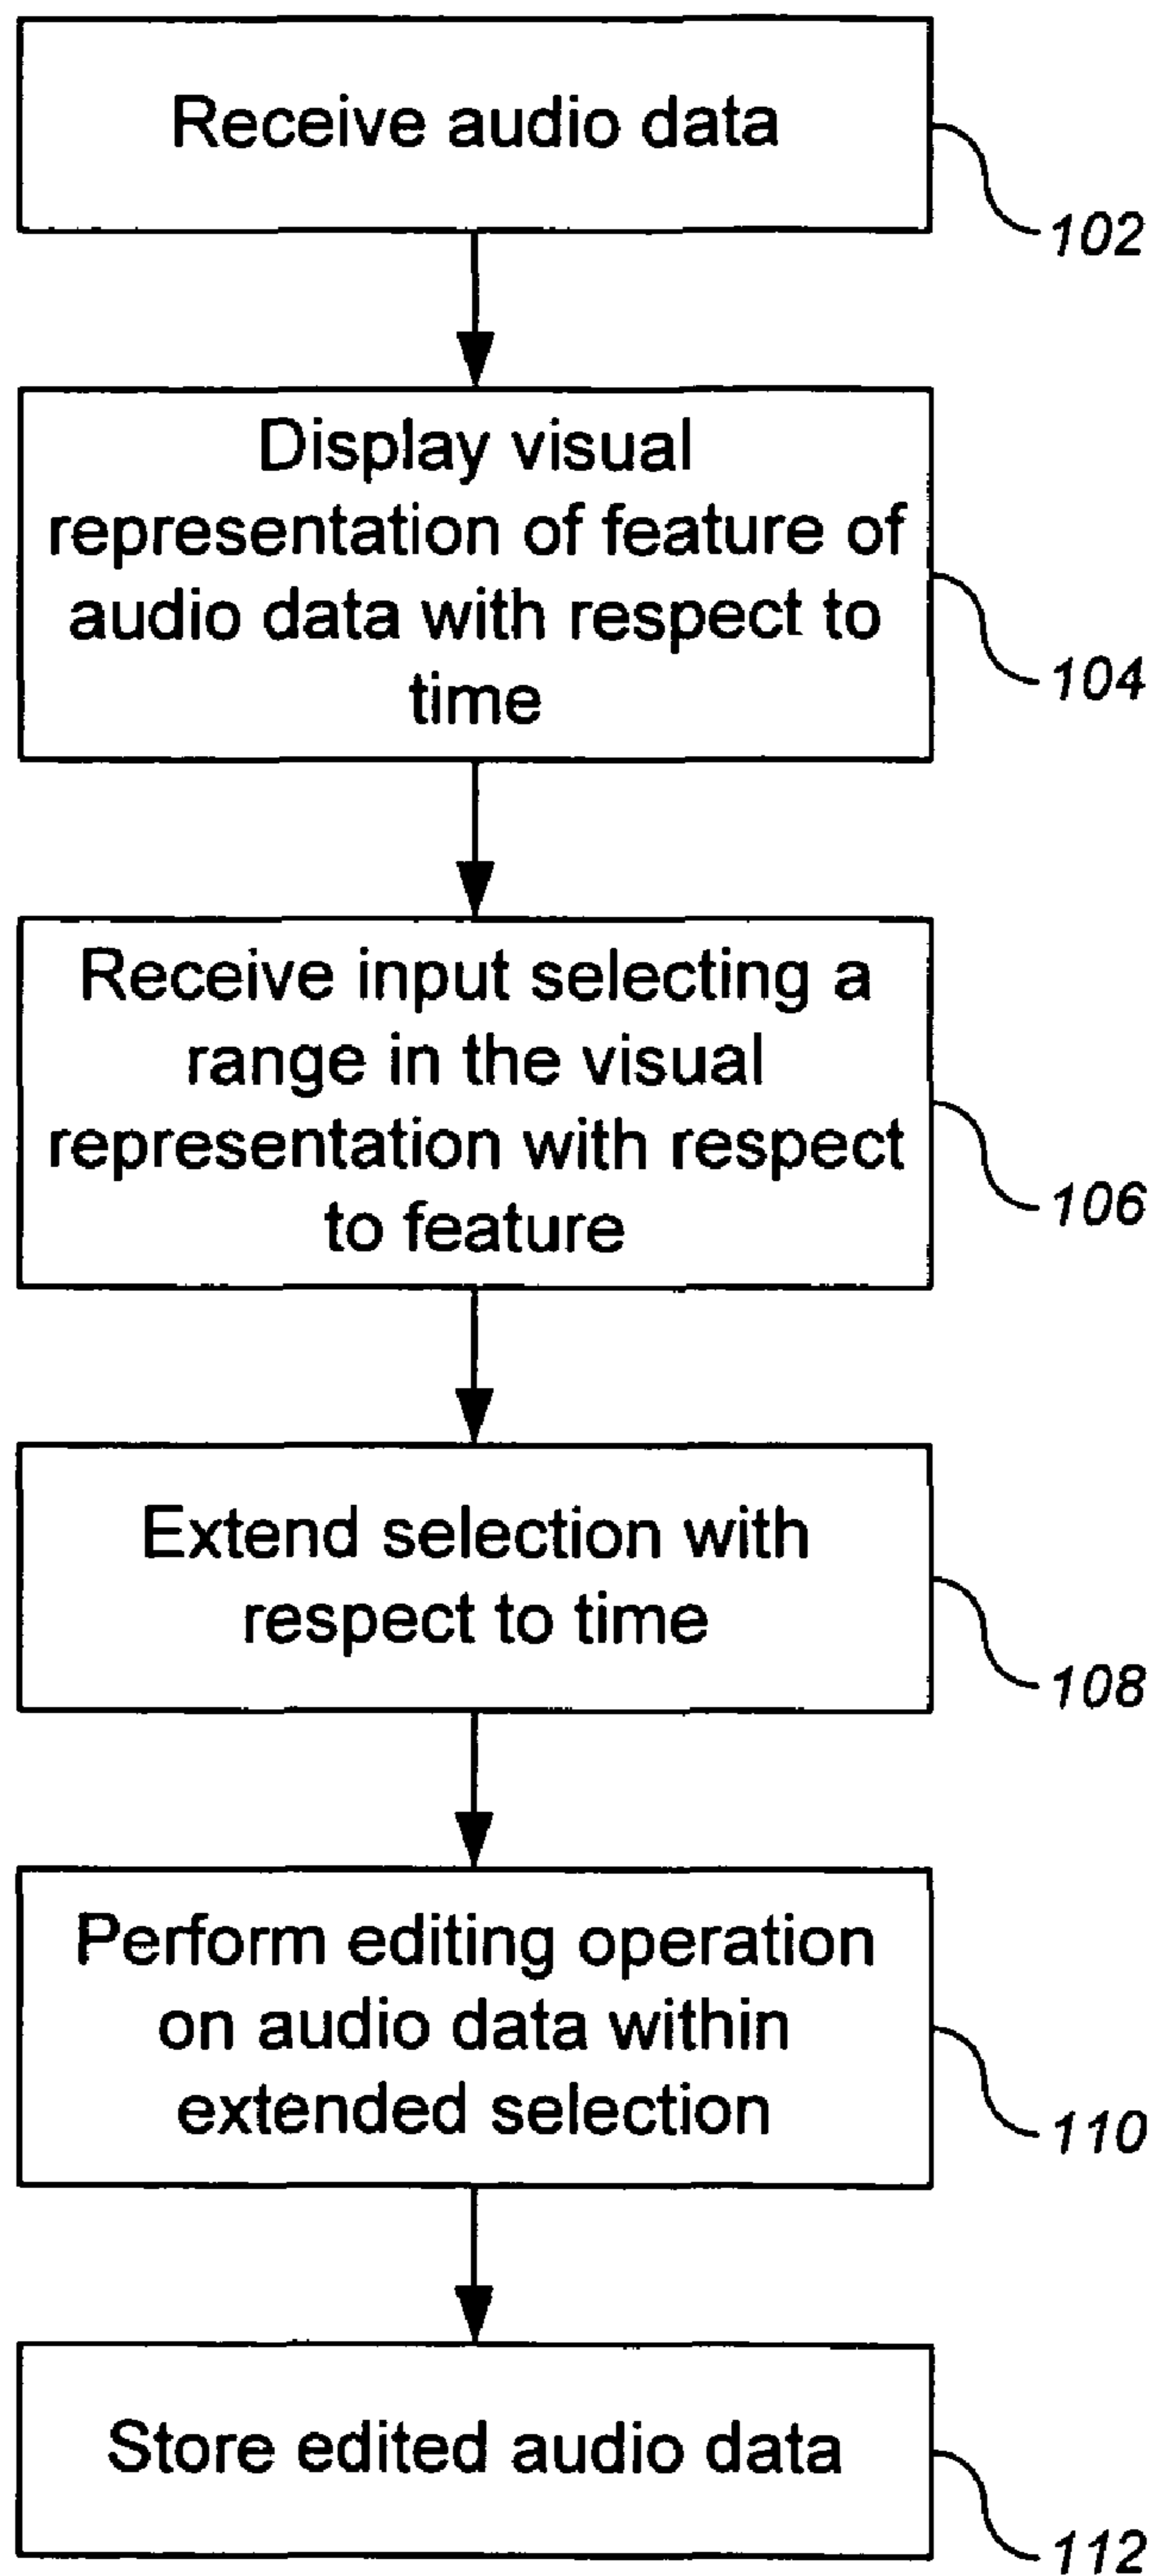 Receive audio data
102
Display visual
representation of feature of
audio data with respect to
time
104
Receive input selecting a
range in the visual
representation with respect
to feature
106
Extend selection with
respect to time
108
Perform editing operation
on audio data within
extended selection
110
Store edited audio data
112